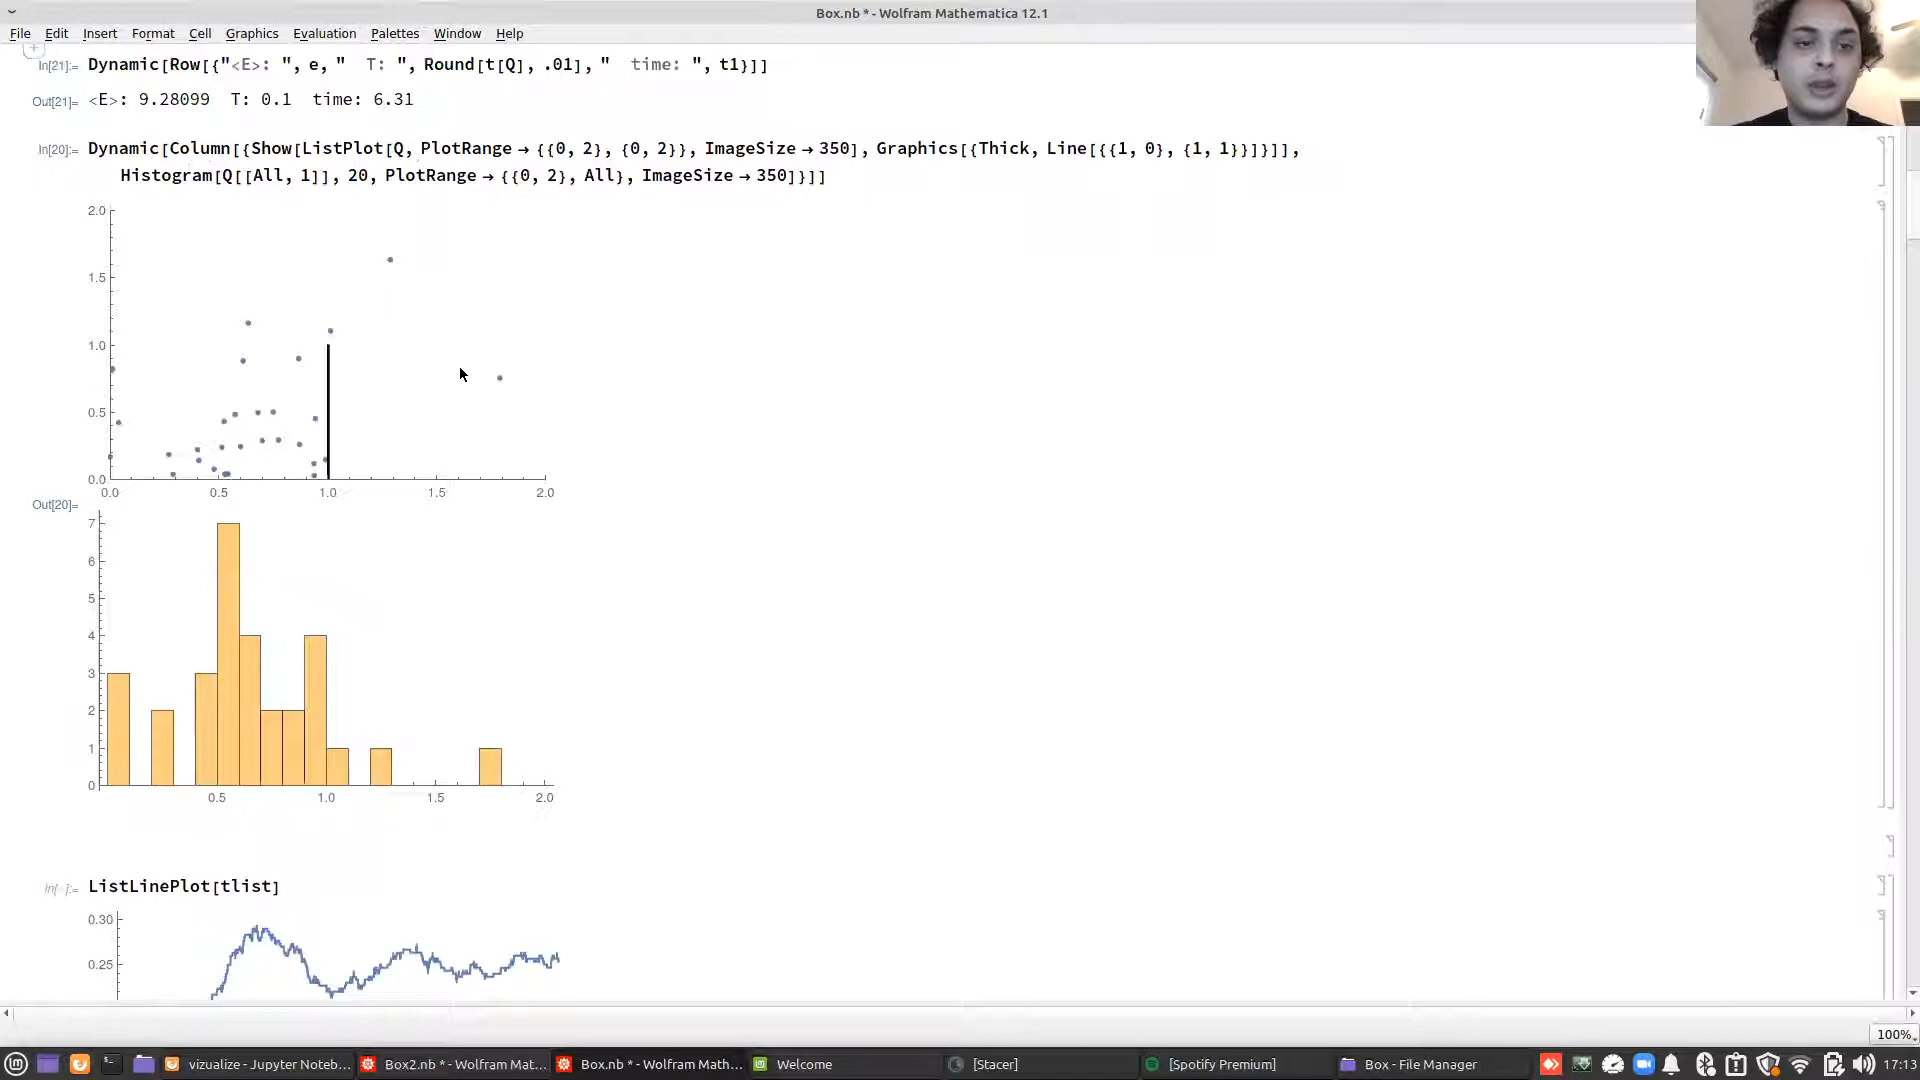 Box.nb * - Wolfram Mathematica 12.1
File Edit Insert Format Cell Graphics Evaluation Palettes Window Help
In[21]:= Dynamic[Row[{"<E>: ", e, "  T: ", Round[t[Q], .01], "  time: ", t1}]]
Out[21]= <E>: 9.28099  T: 0.1  time: 6.31
In[20]:= Dynamic[Column[{Show[ListPlot[Q, PlotRange → {{0, 2}, {0, 2}}, ImageSize → 350], Graphics[{Thick, Line[{{1, 0}, {1, 1}}]}]],
Histogram[Q[[All, 1]], 20, PlotRange → {{0, 2}, All}, ImageSize → 350]}]]
2.0
1.5
1.0
0.5
0.0
0.0 0.5 1.0 1.5 2.0
Out[20]=
7
6
5
4
3
2
1
0
0.5 1.0 1.5 2.0
In[-]:= ListLinePlot[tlist]
0.30
0.25
100%
vizualize - Jupyter Noteb... Box2.nb * - Wolfram Mat... Box.nb * - Wolfram Math... Welcome [Stacer] [Spotify Premium] Box - File Manager 17:13